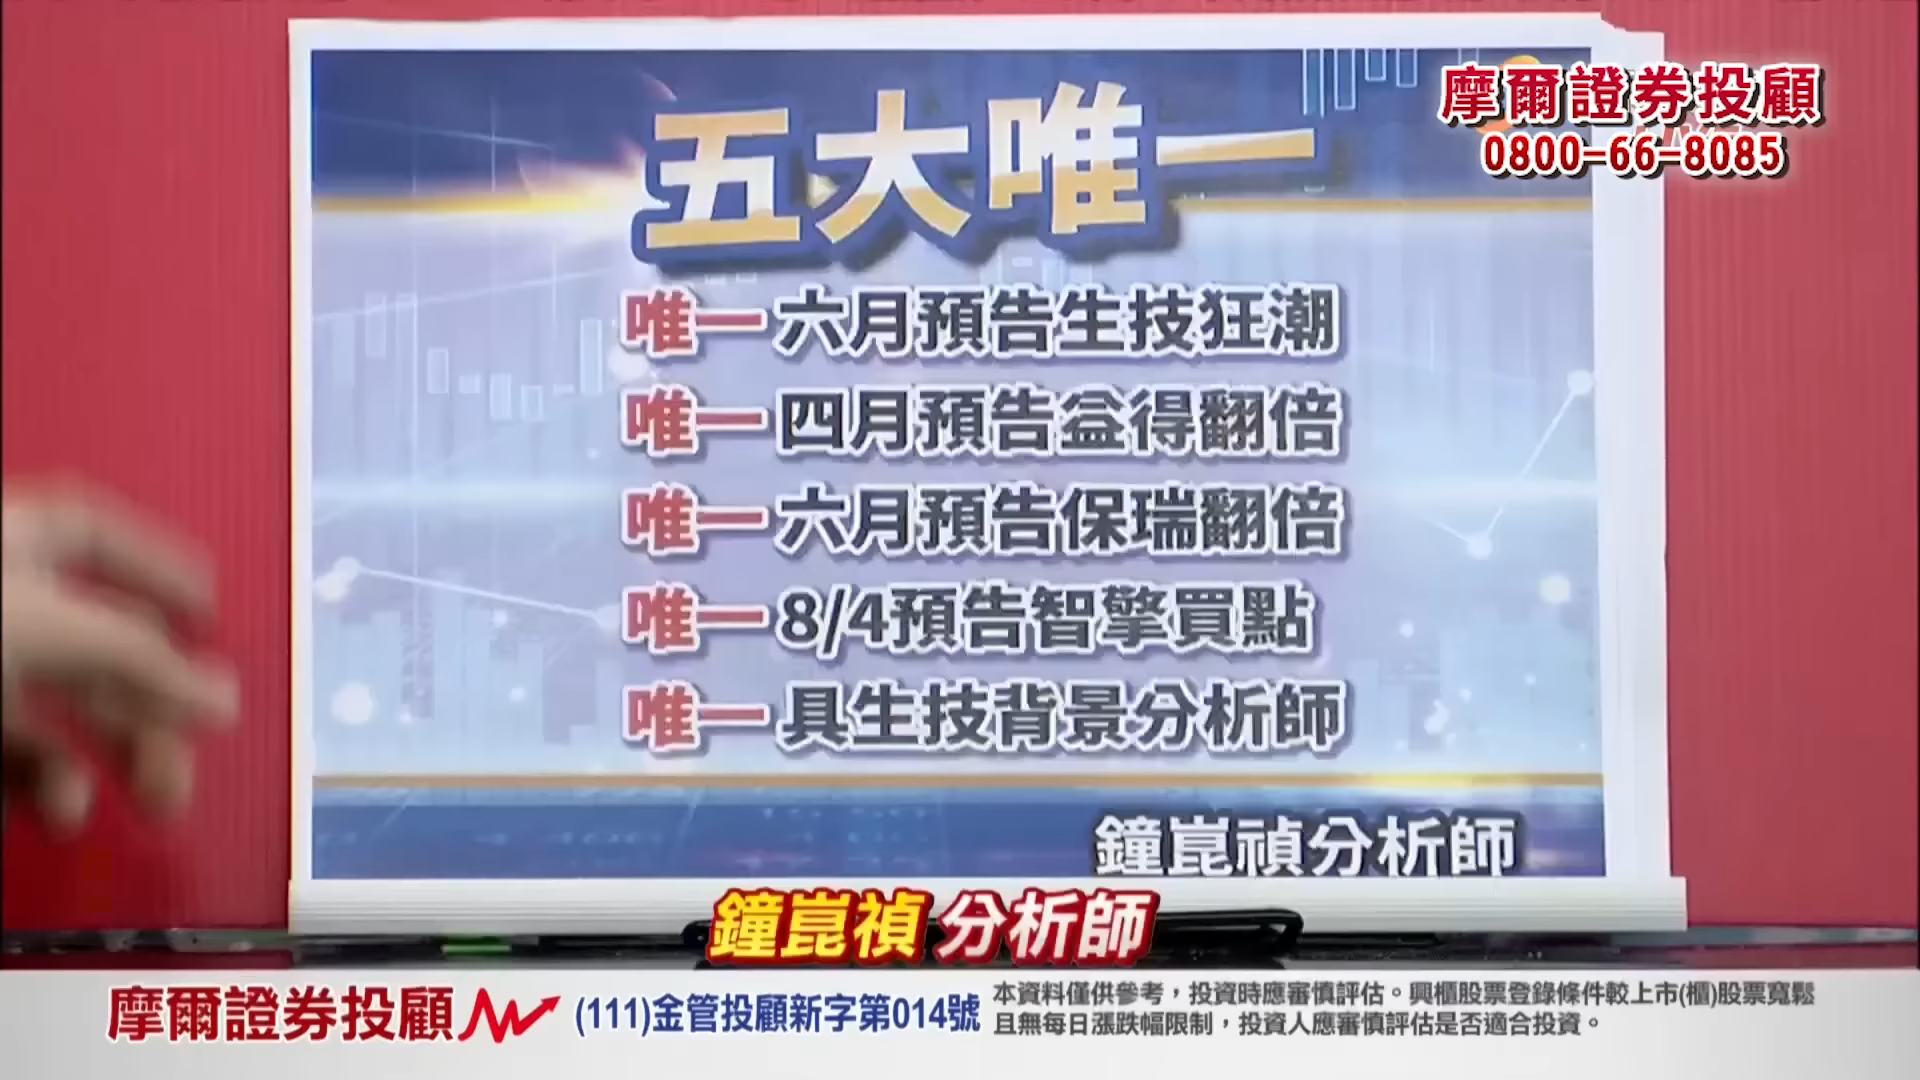 摩爾證券投顧
0800-66-8085
五大唯一
唯一六月預告生技狂潮
唯一四月預告益得翻倍
唯一六月預告保瑞翻倍
唯一8/4預告智擎買點
唯一具生技背景分析師
鐘崑禎分析師
鐘崑禎 分析師
摩爾證券投顧 (111)金管投顧新字第014號
本資料僅供參考，投資時應審慎評估。興櫃股票登錄條件較上市(櫃)股票寬鬆
且無每日漲跌幅限制，投資人應審慎評估是否適合投資。